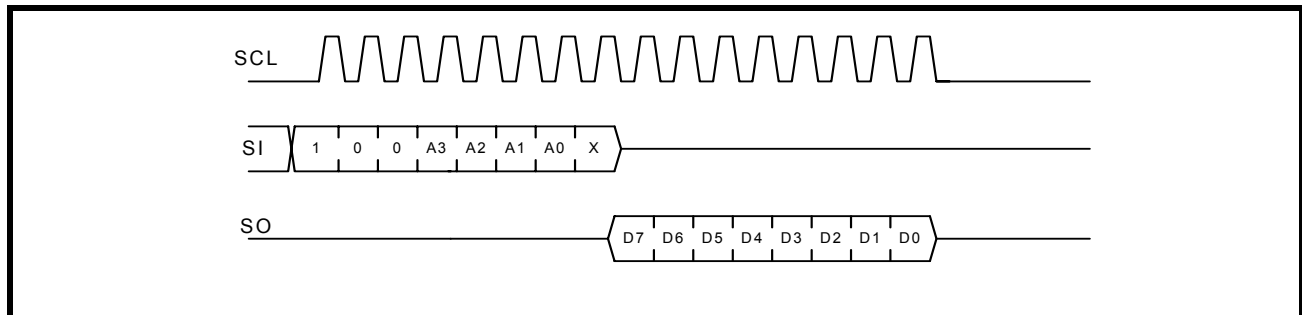 SCL
SI 1 0 0 A3 A2 A1 A0 X
SO D7 D6 D5 D4 D3 D2 D1 D0